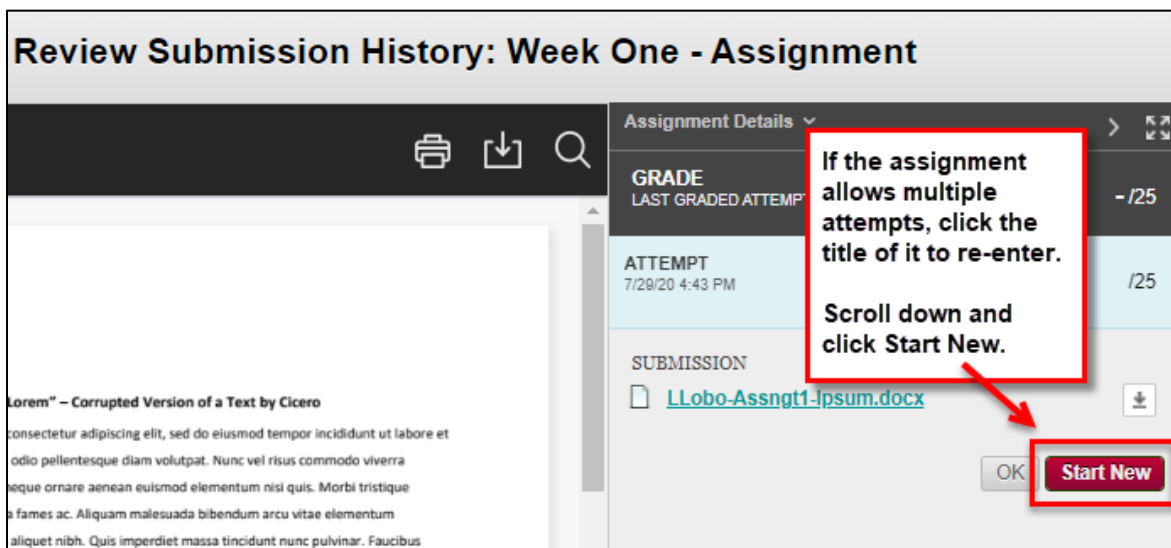 Review Submission History: Week One - Assignment
Assignment Details
GRADE
LAST GRADED ATTEMPT
- /25
ATTEMPT
7/29/20 4:43 PM
/25
If the assignment
allows multiple
attempts, click the
title of it to re-enter.
Scroll down and
click Start New.
SUBMISSION
LLobo-Assngt1-Ipsum.docx
OK
Start New
Lorem" – Corrupted Version of a Text by Cicero
consectetur adipiscing elit, sed do eiusmod tempor incididunt ut labore et
odio pellentesque diam volutpat. Nunc vel risus commodo viverra
neque ornare aenean euismod elementum nisi quis. Morbi tristique
fames ac. Aliquam malesuada bibendum arcu vitae elementum
aliquet nibh. Quis imperdiet massa tincidunt nunc pulvinar. Faucibus